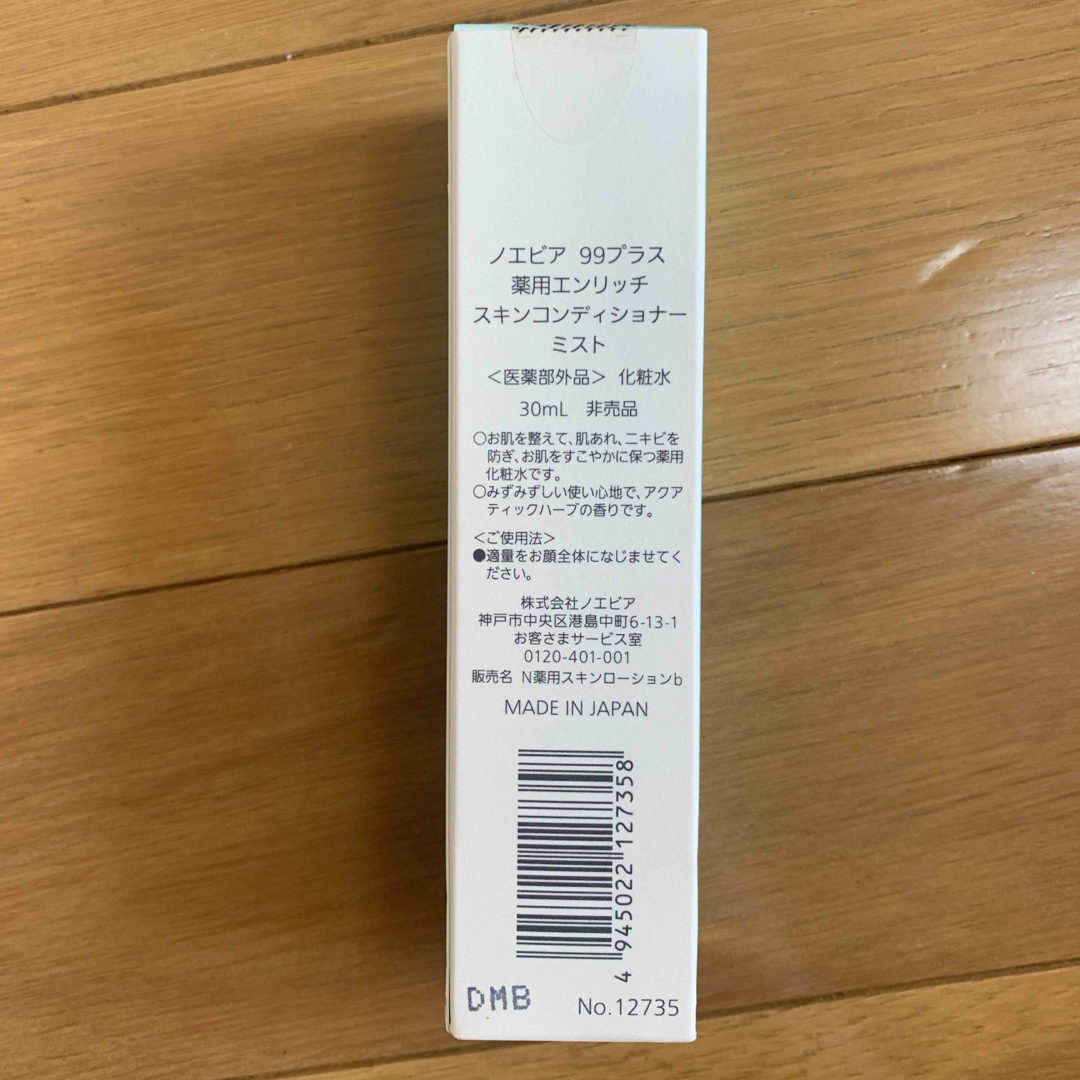 ノエビア 99プラス
薬用エンリッチ
スキンコンディショナー
ミスト
＜医薬部外品＞ 化粧水
30mL 非売品
○お肌を整えて、肌あれ、ニキビを
防ぎ、お肌をすこやかに保つ薬用
化粧水です。
○みずみずしい使い心地で、アクア
ティックハーブの香りです。
＜ご使用法＞
●適量をお顔全体になじませてく
ださい。
株式会社ノエビア
神戸市中央区港島中町6-13-1
お客さまサービス室
0120-401-001
販売名 N薬用スキンローションb
MADE IN JAPAN
4 945022 127358
DMB
No.12735